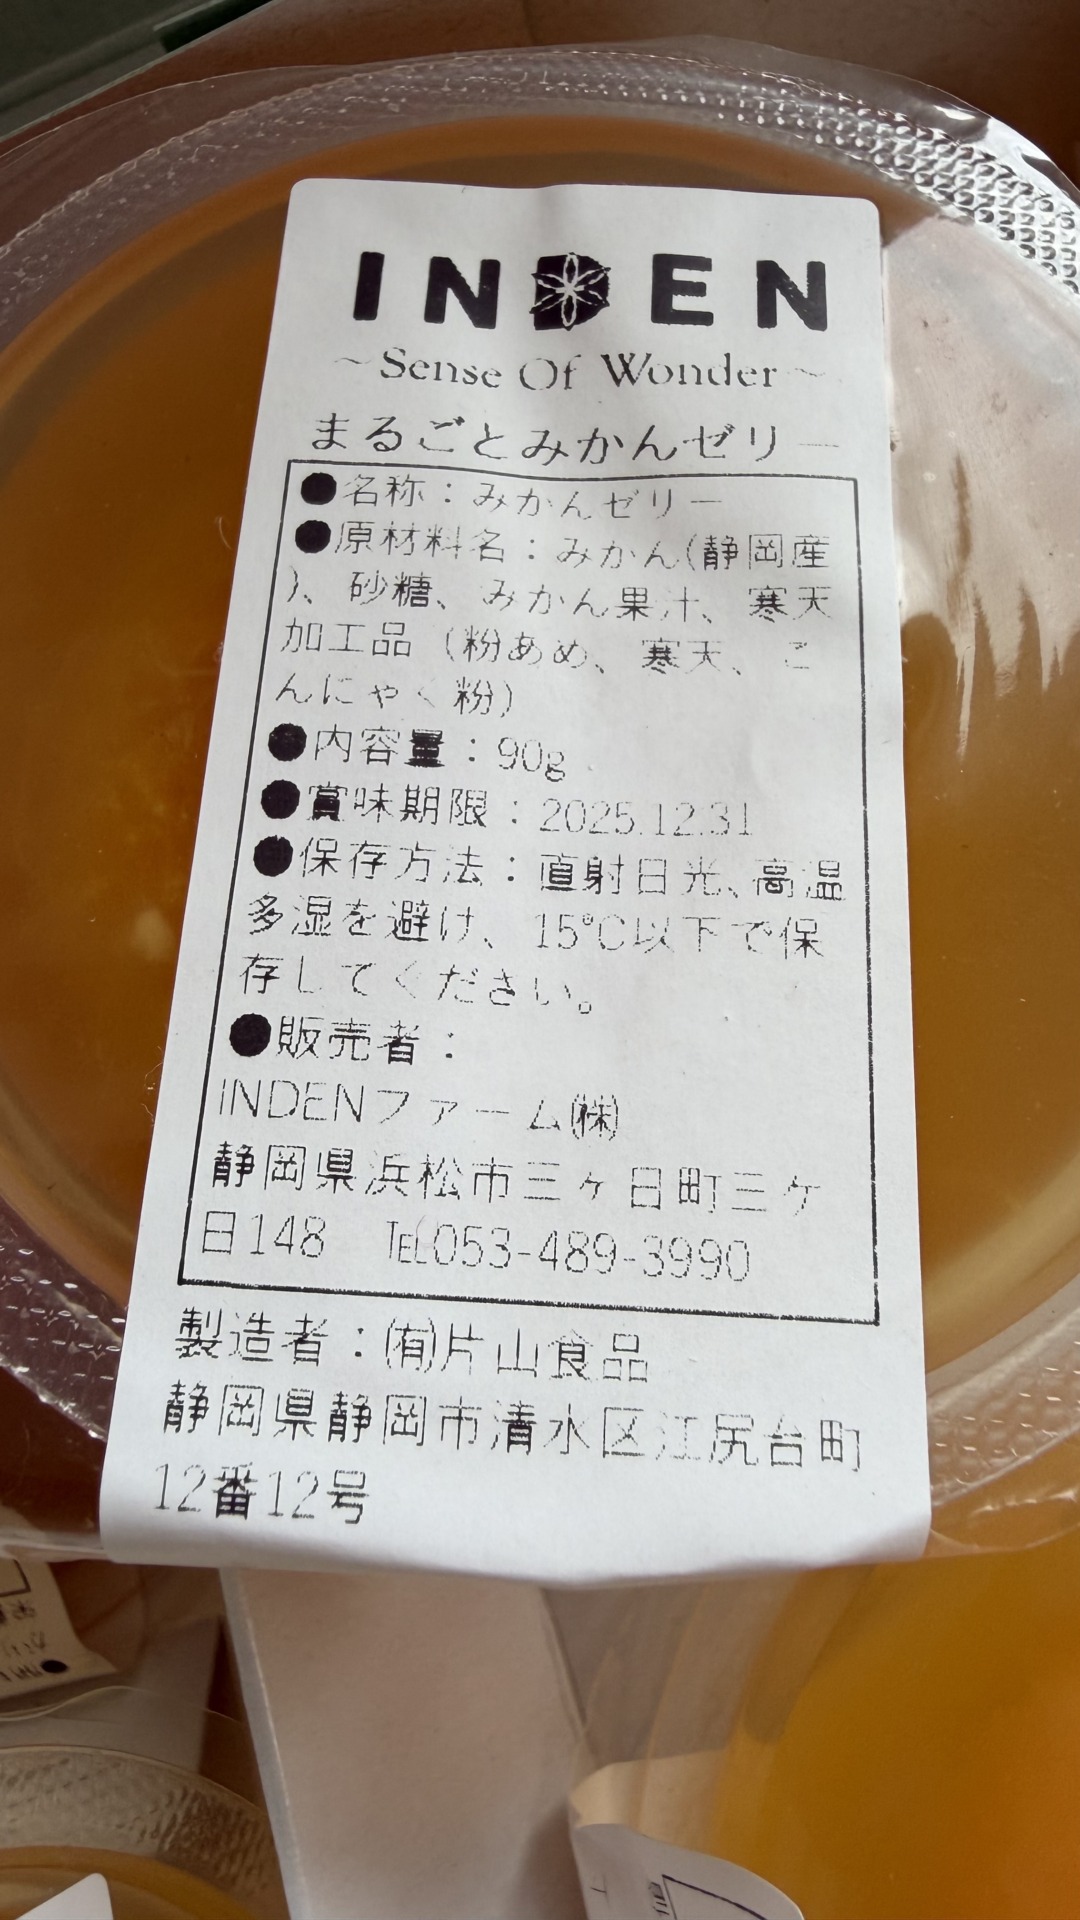 INDEN
～Sense Of Wonder～
まるごとみかんゼリー
●名称：みかんゼリー
●原材料名：みかん(静岡産
)、砂糖、みかん果汁、寒天
加工品（粉あめ、寒天、こ
んにゃく粉）
●内容量：90g
●賞味期限：2025.12.31
●保存方法：直射日光、高温
多湿を避け、15℃以下で保
存してください。
●販売者：
INDENファーム㈱
静岡県浜松市三ヶ日町三ケ
日148　℡053-489-3990
製造者：㈲片山食品
静岡県静岡市清水区江尻台町
12番12号